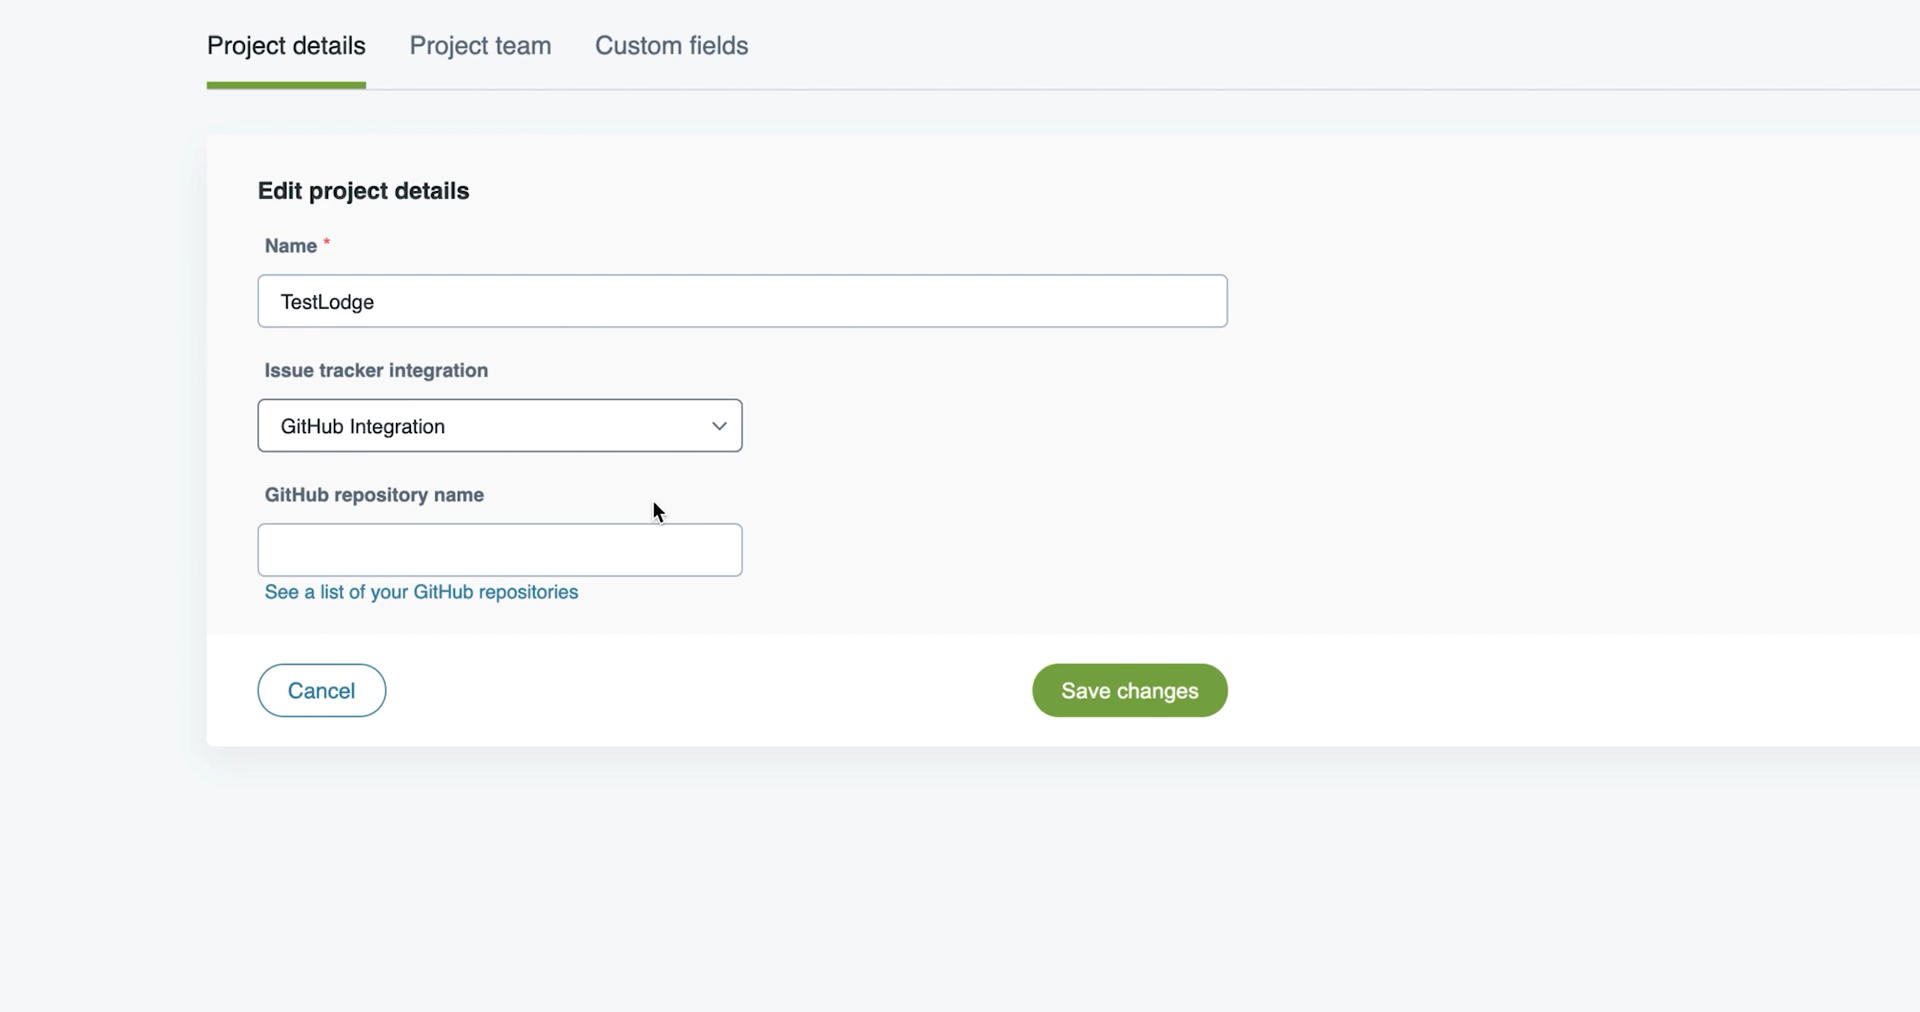 Project details Project team Custom fields
Edit project details
Name *
TestLodge
Issue tracker integration
GitHub Integration
GitHub repository name
See a list of your GitHub repositories
Cancel Save changes